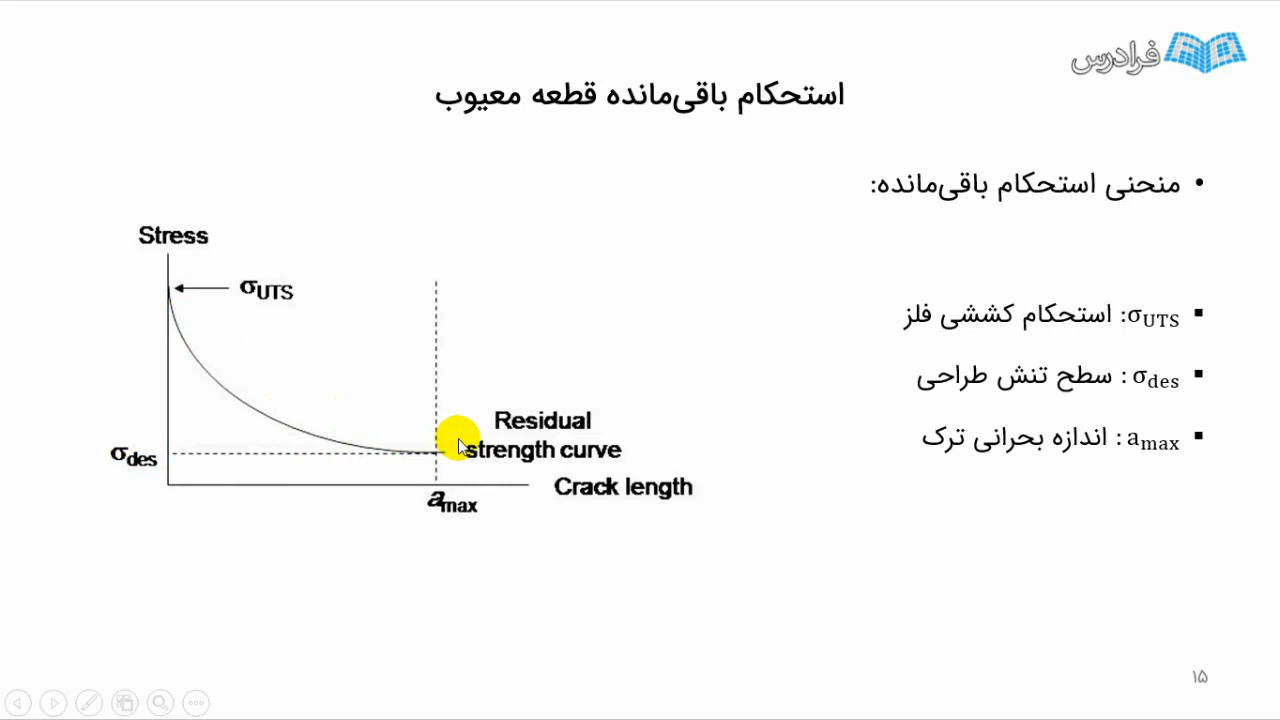 فرادرس
استحکام باقی‌مانده قطعه معیوب
• منحنی استحکام باقی‌مانده:
▪ σUTS: استحکام کششی فلز
▪ σdes: سطح تنش طراحی
▪ amax: اندازه بحرانی ترک
Stress
σUTS
Residual
strength curve
σdes
Crack length
amax
۱۵